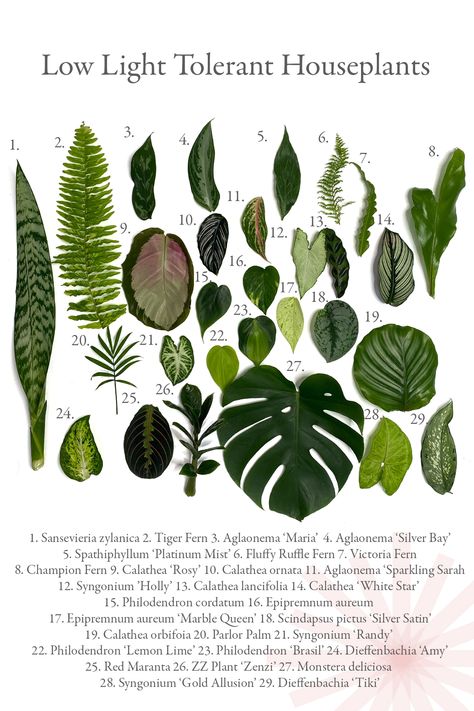 Low Light Tolerant Houseplants
1.
2.
3.
4.
5.
6.
7.
8.
9.
10.
11.
12.
13.
14.
15.
16.
17.
18.
19.
20.
21.
22.
23.
24.
25.
26.
27.
28.
29.
1. Sansevieria zylanica 2. Tiger Fern 3. Aglaonema ‘Maria’ 4. Aglaonema ‘Silver Bay’
5. Spathiphyllum ‘Platinum Mist’ 6. Fluffy Ruffle Fern 7. Victoria Fern
8. Champion Fern 9. Calathea ‘Rosy’ 10. Calathea ornata 11. Aglaonema ‘Sparkling Sarah
12. Syngonium 'Holly’ 13. Calathea lancifolia 14. Calathea ‘White Star’
15. Philodendron cordatum 16. Epipremnum aureum
17. Epipremnum aureum ‘Marble Queen’ 18. Scindapsus pictus ‘Silver Satin’
19. Calathea orbifoia 20. Parlor Palm 21. Syngonium ‘Randy’
22. Philodendron ‘Lemon Lime’ 23. Philodendron ‘Brasil’ 24. Dieffenbachia ‘Amy’
25. Red Maranta 26. ZZ Plant ‘Zenzi’ 27. Monstera deliciosa
28. Syngonium ‘Gold Allusion’ 29. Dieffenbachia ‘Tiki’